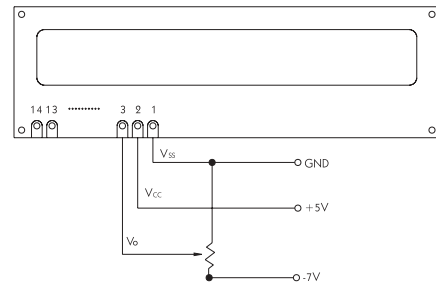 14 13 .......... 3 2 1
Vss
GND
Vcc
+5V
Vo
-7V